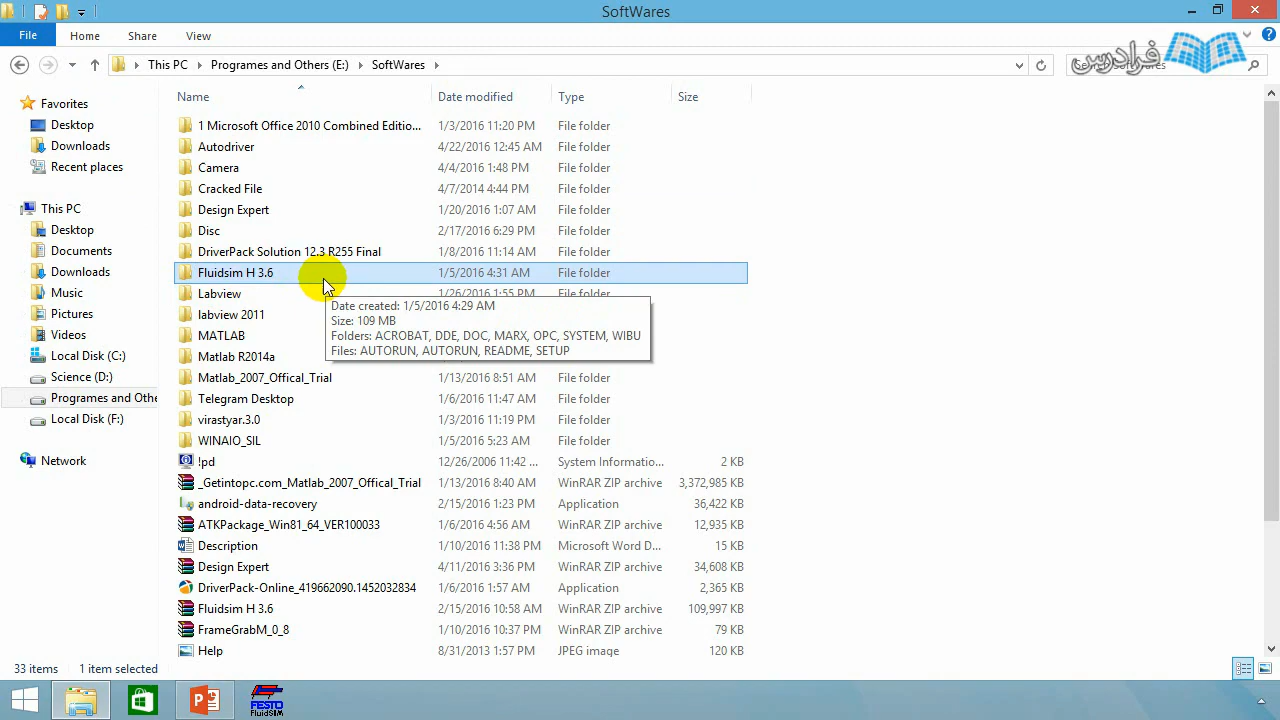 SoftWares
File Home Share View
This PC Programes and Others (E:) SoftWares
فرادرس
Name Date modified Type Size
Favorites
Desktop
Downloads
Recent places
This PC
Desktop
Documents
Downloads
Music
Pictures
Videos
Local Disk (C:)
Science (D:)
Programes and Othe
Local Disk (F:)
Network
1 Microsoft Office 2010 Combined Editio... 1/3/2016 11:20 PM File folder
Autodriver 4/22/2016 12:45 AM File folder
Camera 4/4/2016 1:48 PM File folder
Cracked File 4/7/2014 4:44 PM File folder
Design Expert 1/20/2016 1:07 AM File folder
Disc 2/17/2016 6:29 PM File folder
DriverPack Solution 12.3 R255 Final 1/8/2016 11:14 AM File folder
Fluidsim H 3.6 1/5/2016 4:31 AM File folder
Labview 1/26/2016 1:55 PM File folder
labview 2011
MATLAB
Matlab R2014a
Date created: 1/5/2016 4:29 AM
Size: 109 MB
Folders: ACROBAT, DDE, DOC, MARX, OPC, SYSTEM, WIBU
Files: AUTORUN, AUTORUN, README, SETUP
Matlab_2007_Offical_Trial 1/13/2016 8:51 AM File folder
Telegram Desktop 1/6/2016 11:47 AM File folder
virastyar.3.0 1/3/2016 11:19 PM File folder
WINAIO_SIL 1/5/2016 5:23 AM File folder
!pd 12/26/2006 11:42 ... System Informatio... 2 KB
_Getintopc.com_Matlab_2007_Offical_Trial 1/13/2016 8:40 AM WinRAR ZIP archive 3,372,985 KB
android-data-recovery 2/15/2016 1:23 PM Application 36,422 KB
ATKPackage_Win81_64_VER100033 1/6/2016 4:56 AM WinRAR ZIP archive 12,935 KB
Description 1/10/2016 11:38 PM Microsoft Word D... 15 KB
Design Expert 4/11/2016 3:36 PM WinRAR ZIP archive 34,608 KB
DriverPack-Online_419662090.1452032834 1/6/2016 1:57 AM Application 2,365 KB
Fluidsim H 3.6 2/15/2016 10:58 AM WinRAR ZIP archive 109,997 KB
FrameGrabM_0_8 1/10/2016 10:37 PM WinRAR ZIP archive 79 KB
Help 8/31/2013 1:57 PM JPEG image 120 KB
33 items 1 item selected
FESTO
FluidSIM